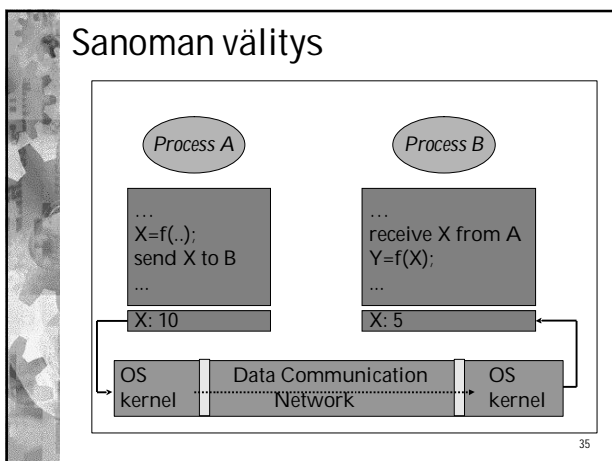 Sanoman välitys
Process A
Process B
...
X=f(..);
send X to B
...
...
receive X from A
Y=f(X);
...
X: 10
X: 5
OS
kernel
Data Communication
Network
OS
kernel
35